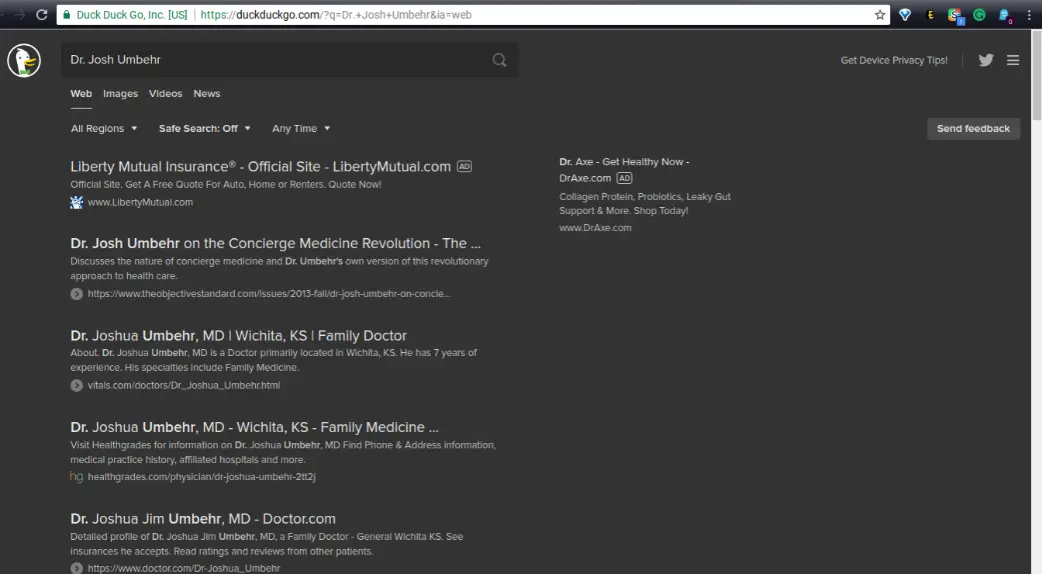 Duck Duck Go, Inc. [US] | https://duckduckgo.com/?q=Dr.+Josh+Umbehr&ia=web
Dr. Josh Umbehr
Get Device Privacy Tips!
Web Images Videos News
All Regions Safe Search: Off Any Time
Send feedback
Liberty Mutual Insurance® - Official Site - LibertyMutual.com AD
Official Site. Get A Free Quote For Auto, Home or Renters. Quote Now!
www.LibertyMutual.com
Dr. Josh Umbehr on the Concierge Medicine Revolution - The ...
Discusses the nature of concierge medicine and Dr. Umbehr's own version of this revolutionary
approach to health care.
https://www.theobjectivestandard.com/issues/2013-fall/dr-josh-umbehr-on-concie...
Dr. Joshua Umbehr, MD | Wichita, KS | Family Doctor
About. Dr. Joshua Umbehr, MD is a Doctor primarily located in Wichita, KS. He has 7 years of
experience. His specialties include Family Medicine.
vitals.com/doctors/Dr_Joshua_Umbehr.html
Dr. Joshua Umbehr, MD - Wichita, KS - Family Medicine ...
Visit Healthgrades for information on Dr. Joshua Umbehr, MD Find Phone & Address information,
medical practice history, affiliated hospitals and more.
hg healthgrades.com/physician/dr-joshua-umbehr-2tt2j
Dr. Joshua Jim Umbehr, MD - Doctor.com
Detailed profile of Dr. Joshua Jim Umbehr, MD, a Family Doctor - General Wichita KS. See
insurances he accepts. Read ratings and reviews from other patients.
https://www.doctor.com/Dr-Joshua_Umbehr
Dr. Axe - Get Healthy Now -
DrAxe.com AD
Collagen Protein, Probiotics, Leaky Gut
Support & More. Shop Today!
www.DrAxe.com